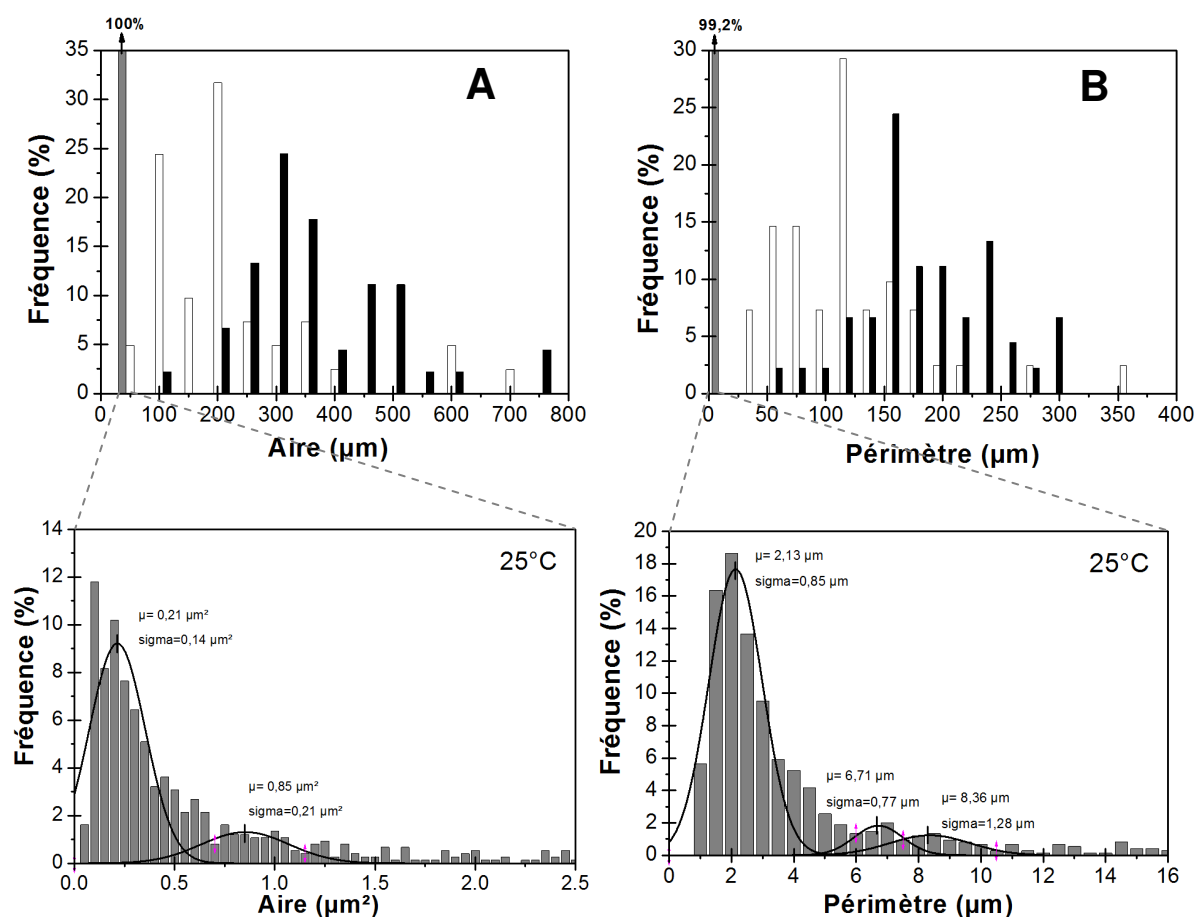 100%
A
35
30
25
20
15
10
5
0
Fréquence (%)
0 100 200 300 400 500 600 700 800
Aire (µm)
99,2%
B
30
25
20
15
10
5
0
Fréquence (%)
0 50 100 150 200 250 300 350 400
Périmètre (µm)
14
12
10
8
6
4
2
0
Fréquence (%)
25°C
µ= 0,21 µm²
sigma=0,14 µm²
µ= 0,85 µm²
sigma=0,21 µm²
0.0 0.5 1.0 1.5 2.0 2.5
Aire (µm²)
20
18
16
14
12
10
8
6
4
2
0
Fréquence (%)
25°C
µ= 2,13 µm
sigma=0,85 µm
µ= 6,71 µm
sigma=0,77 µm
µ= 8,36 µm
sigma=1,28 µm
0 2 4 6 8 10 12 14 16
Périmètre (µm)